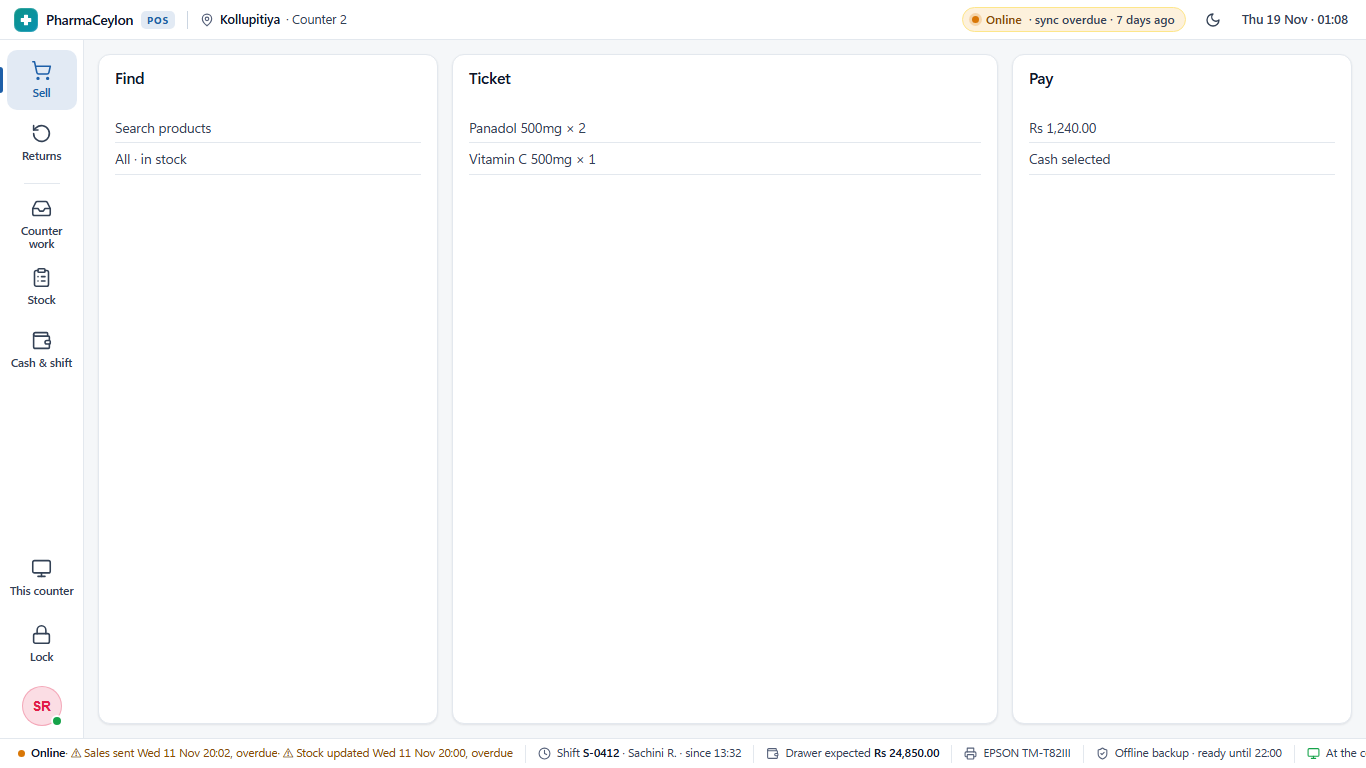 PharmaCeylon POS Kollupitiya · Counter 2 Online · sync overdue · 7 days ago Thu 19 Nov · 01:08
Sell
Returns
Counter
work
Stock
Cash & shift
This counter
Lock
SR
Find
Search products
All · in stock
Ticket
Panadol 500mg × 2
Vitamin C 500mg × 1
Pay
Rs 1,240.00
Cash selected
Online · ⚠ Sales sent Wed 11 Nov 20:02, overdue · ⚠ Stock updated Wed 11 Nov 20:00, overdue Shift S-0412 · Sachini R. · since 13:32 Drawer expected Rs 24,850.00 EPSON TM-T82III Offline backup · ready until 22:00 At the